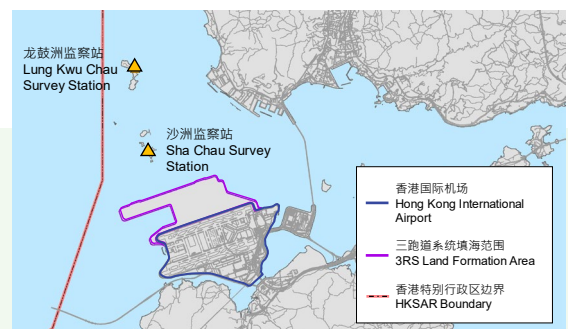 龙鼓洲监察站
Lung Kwu Chau
Survey Station
沙洲监察站
Sha Chau Survey
Station
香港国际机场
Hong Kong International
Airport
三跑道系统填海范围
3RS Land Formation Area
香港特别行政区边界
HKSAR Boundary